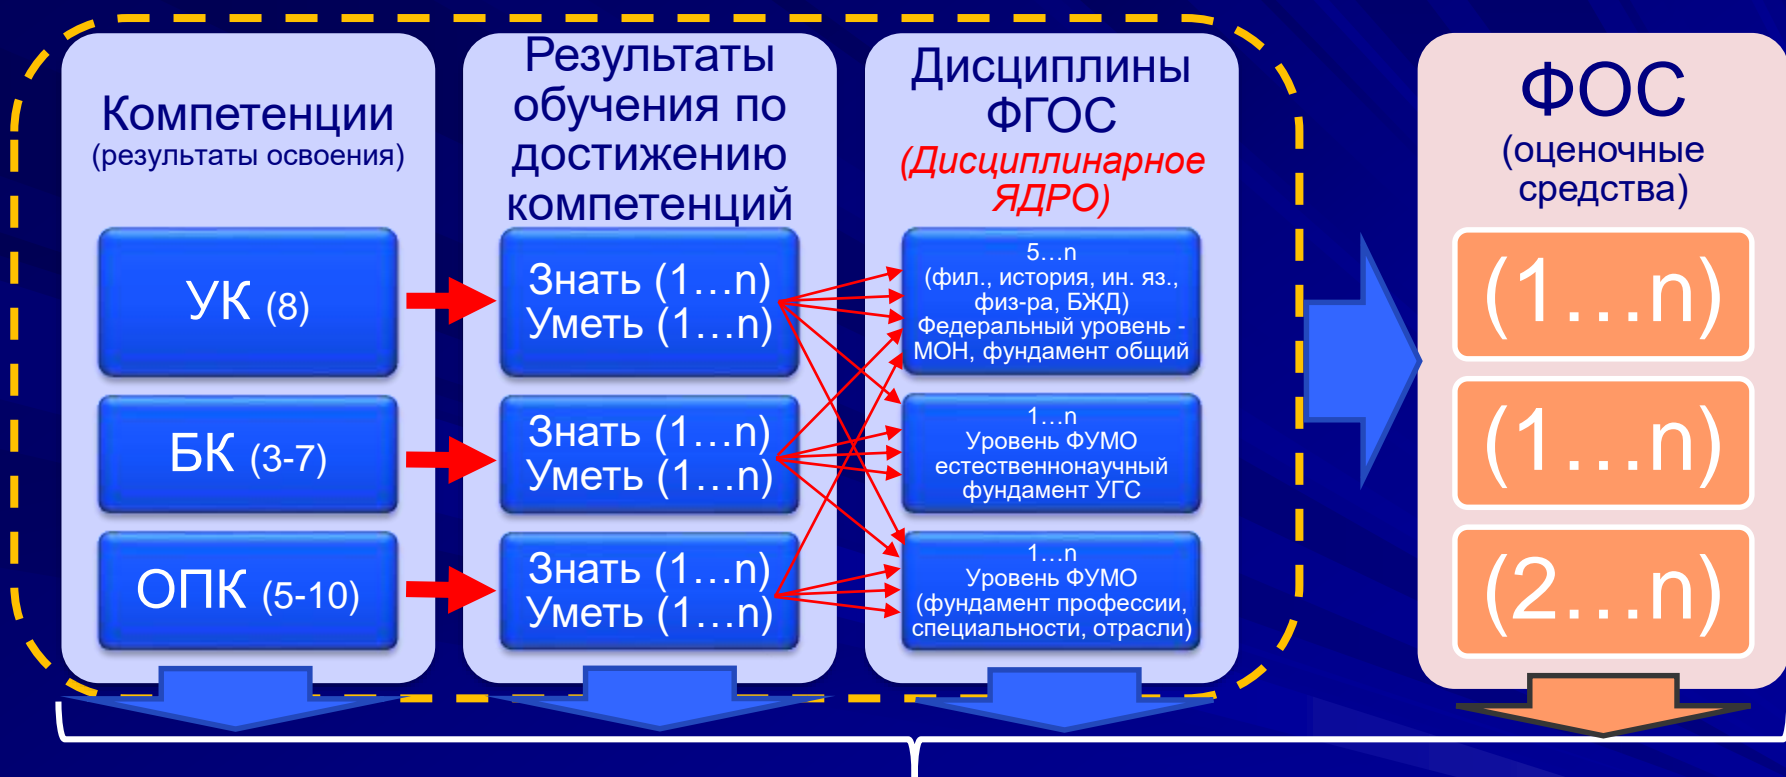 Компетенции
(результаты освоения)
УК (8)
БК (3-7)
ОПК (5-10)
Результаты
обучения по
достижению
компетенций
Знать (1…n)
Уметь (1…n)
Знать (1…n)
Уметь (1…n)
Знать (1…n)
Уметь (1…n)
Дисциплины
ФГОС
(Дисциплинарное
ЯДРО)
5…n
(фил., история, ин. яз.,
физ-ра, БЖД)
Федеральный уровень -
МОН, фундамент общий
1…n
Уровень ФУМО
естественнонаучный
фундамент УГС
1…n
Уровень ФУМО
(фундамент профессии,
специальности, отрасли)
ФОС
(оценочные
средства)
(1…n)
(1…n)
(2…n)